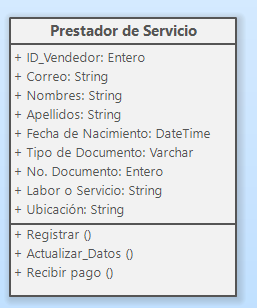 Prestador de Servicio
+ ID_Vendedor: Entero
+ Correo: String
+ Nombres: String
+ Apellidos: String
+ Fecha de Nacimiento: DateTime
+ Tipo de Documento: Varchar
+ No. Documento: Entero
+ Labor o Servicio: String
+ Ubicación: String
+ Registrar ()
+ Actualizar_Datos ()
+ Recibir pago ()